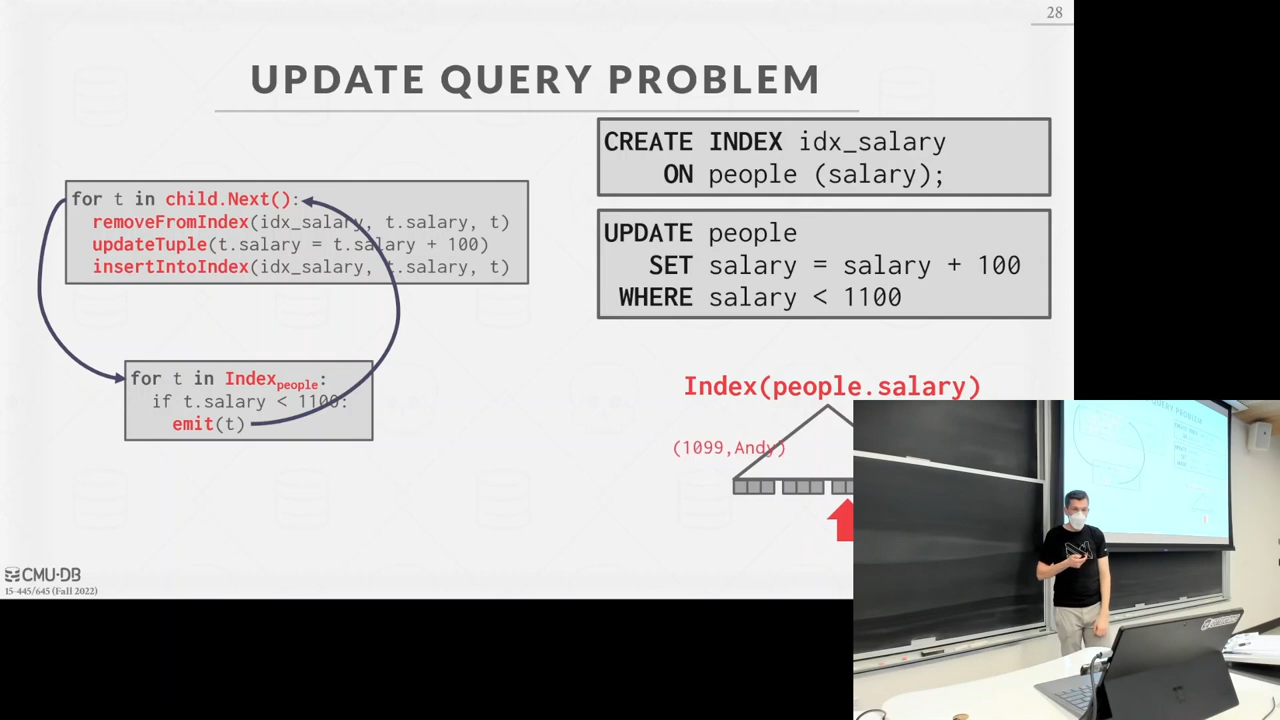 28
UPDATE QUERY PROBLEM
CREATE INDEX idx_salary
ON people (salary);
for t in child.Next():
removeFromIndex(idx_salary, t.salary, t)
updateTuple(t.salary = t.salary + 100)
insertIntoIndex(idx_salary, t.salary, t)
UPDATE people
SET salary = salary + 100
WHERE salary < 1100
for t in Index_people:
if t.salary < 1100:
emit(t)
Index(people.salary)
(1099,Andy)
CMU·DB
15-445/645 (Fall 2022)